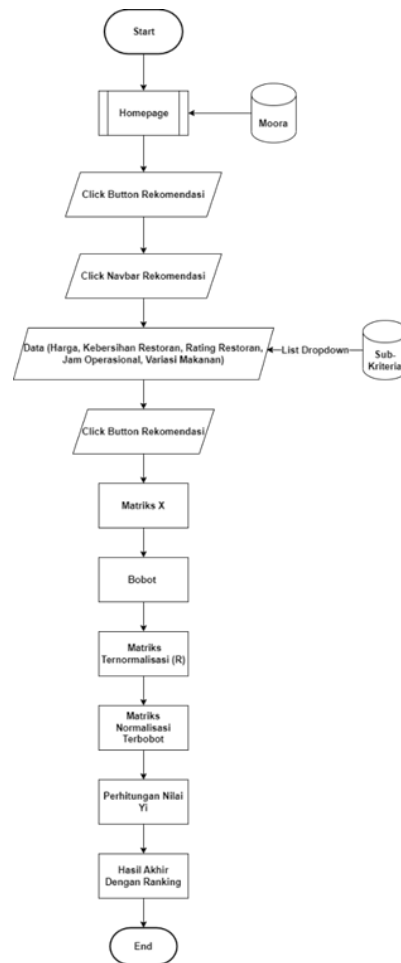 Start
Homepage
Moora
Click Button Rekomendasi
Click Navbar Rekomendasi
Data (Harga, Kebersihan Restoran, Rating Restoran,
Jam Operasional, Variasi Makanan)
List Dropdown
Sub-
Kriteria
Click Button Rekomendasi
Matriks X
Bobot
Matriks
Ternormalisasi (R)
Matriks
Normalisasi
Terbobot
Perhitungan Nilai
Yi
Hasil Akhir
Dengan Ranking
End